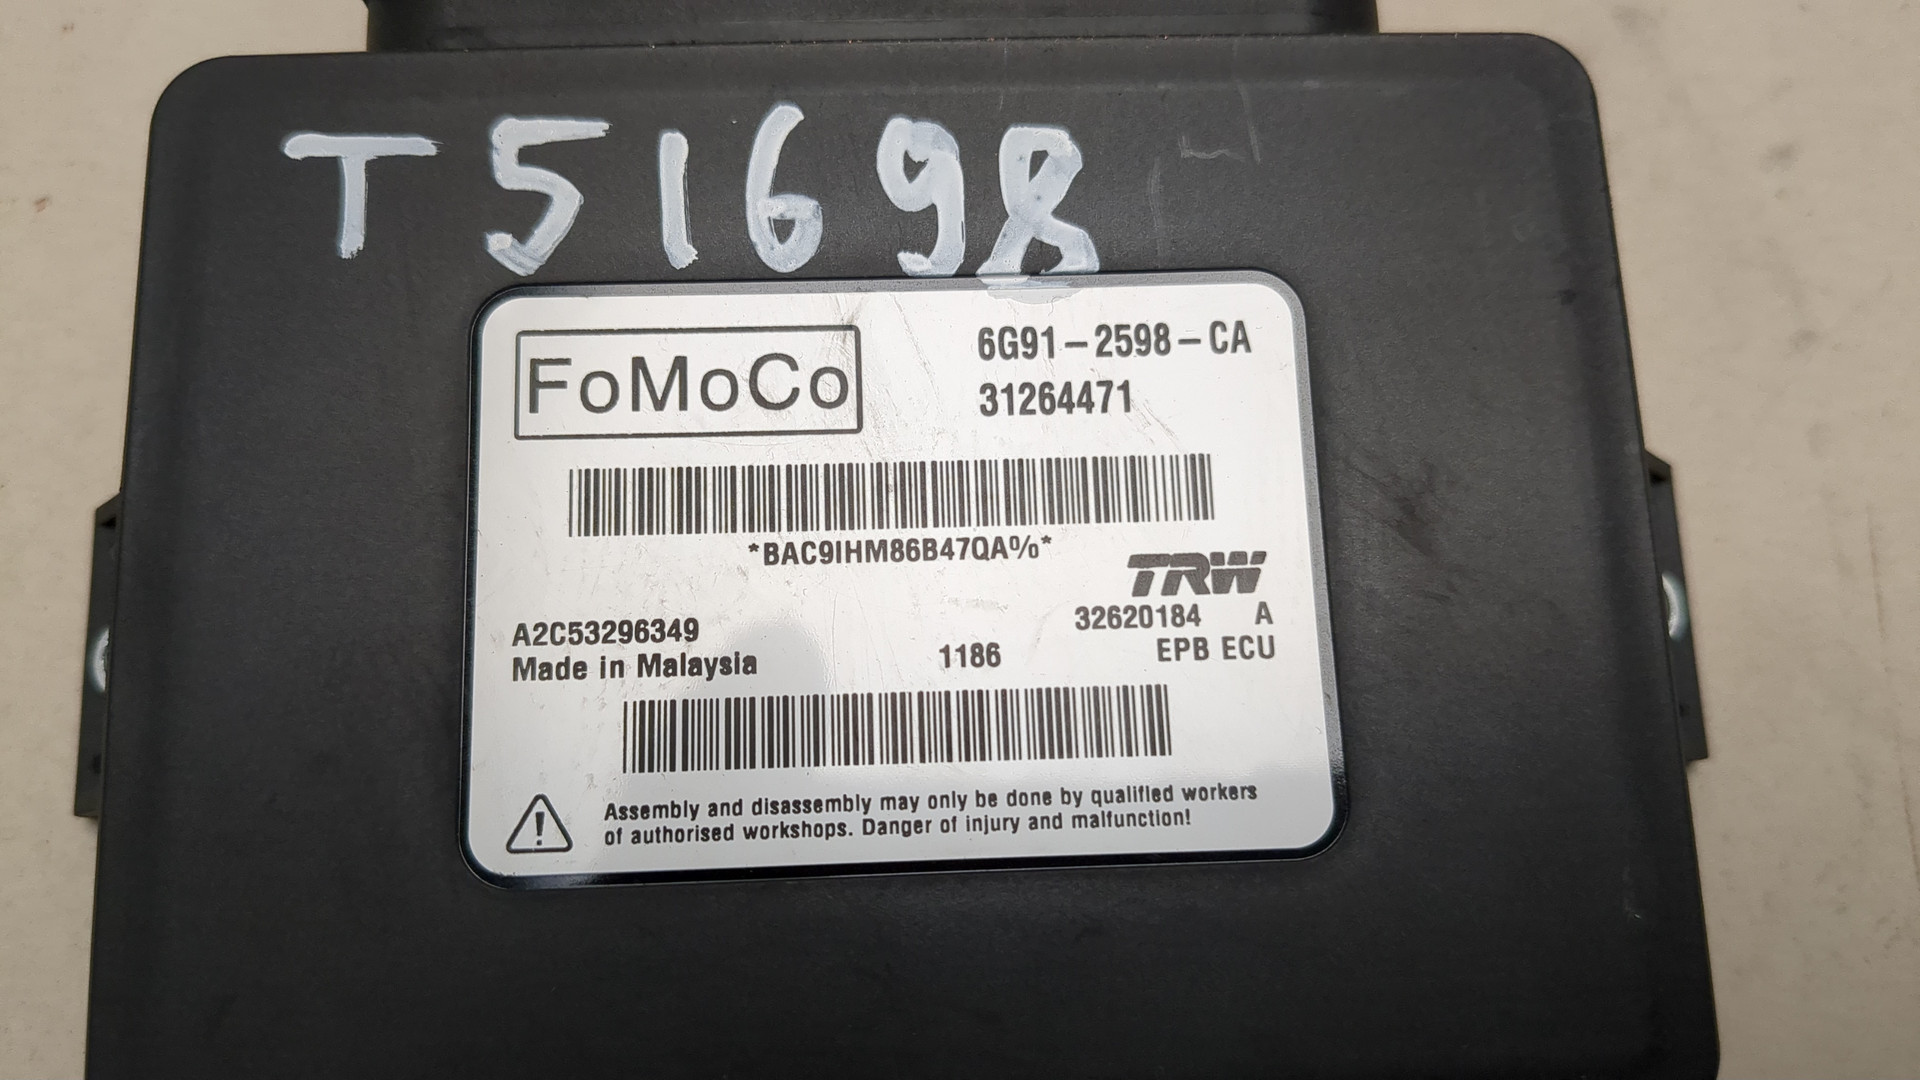 T51698
FoMoCo
6G91-2598-CA
31264471
*BAC9IHM86B47QA%*
TRW
32620184 A
EPB ECU
A2C53296349
Made in Malaysia
1186
Assembly and disassembly may only be done by qualified workers
of authorised workshops. Danger of injury and malfunction!